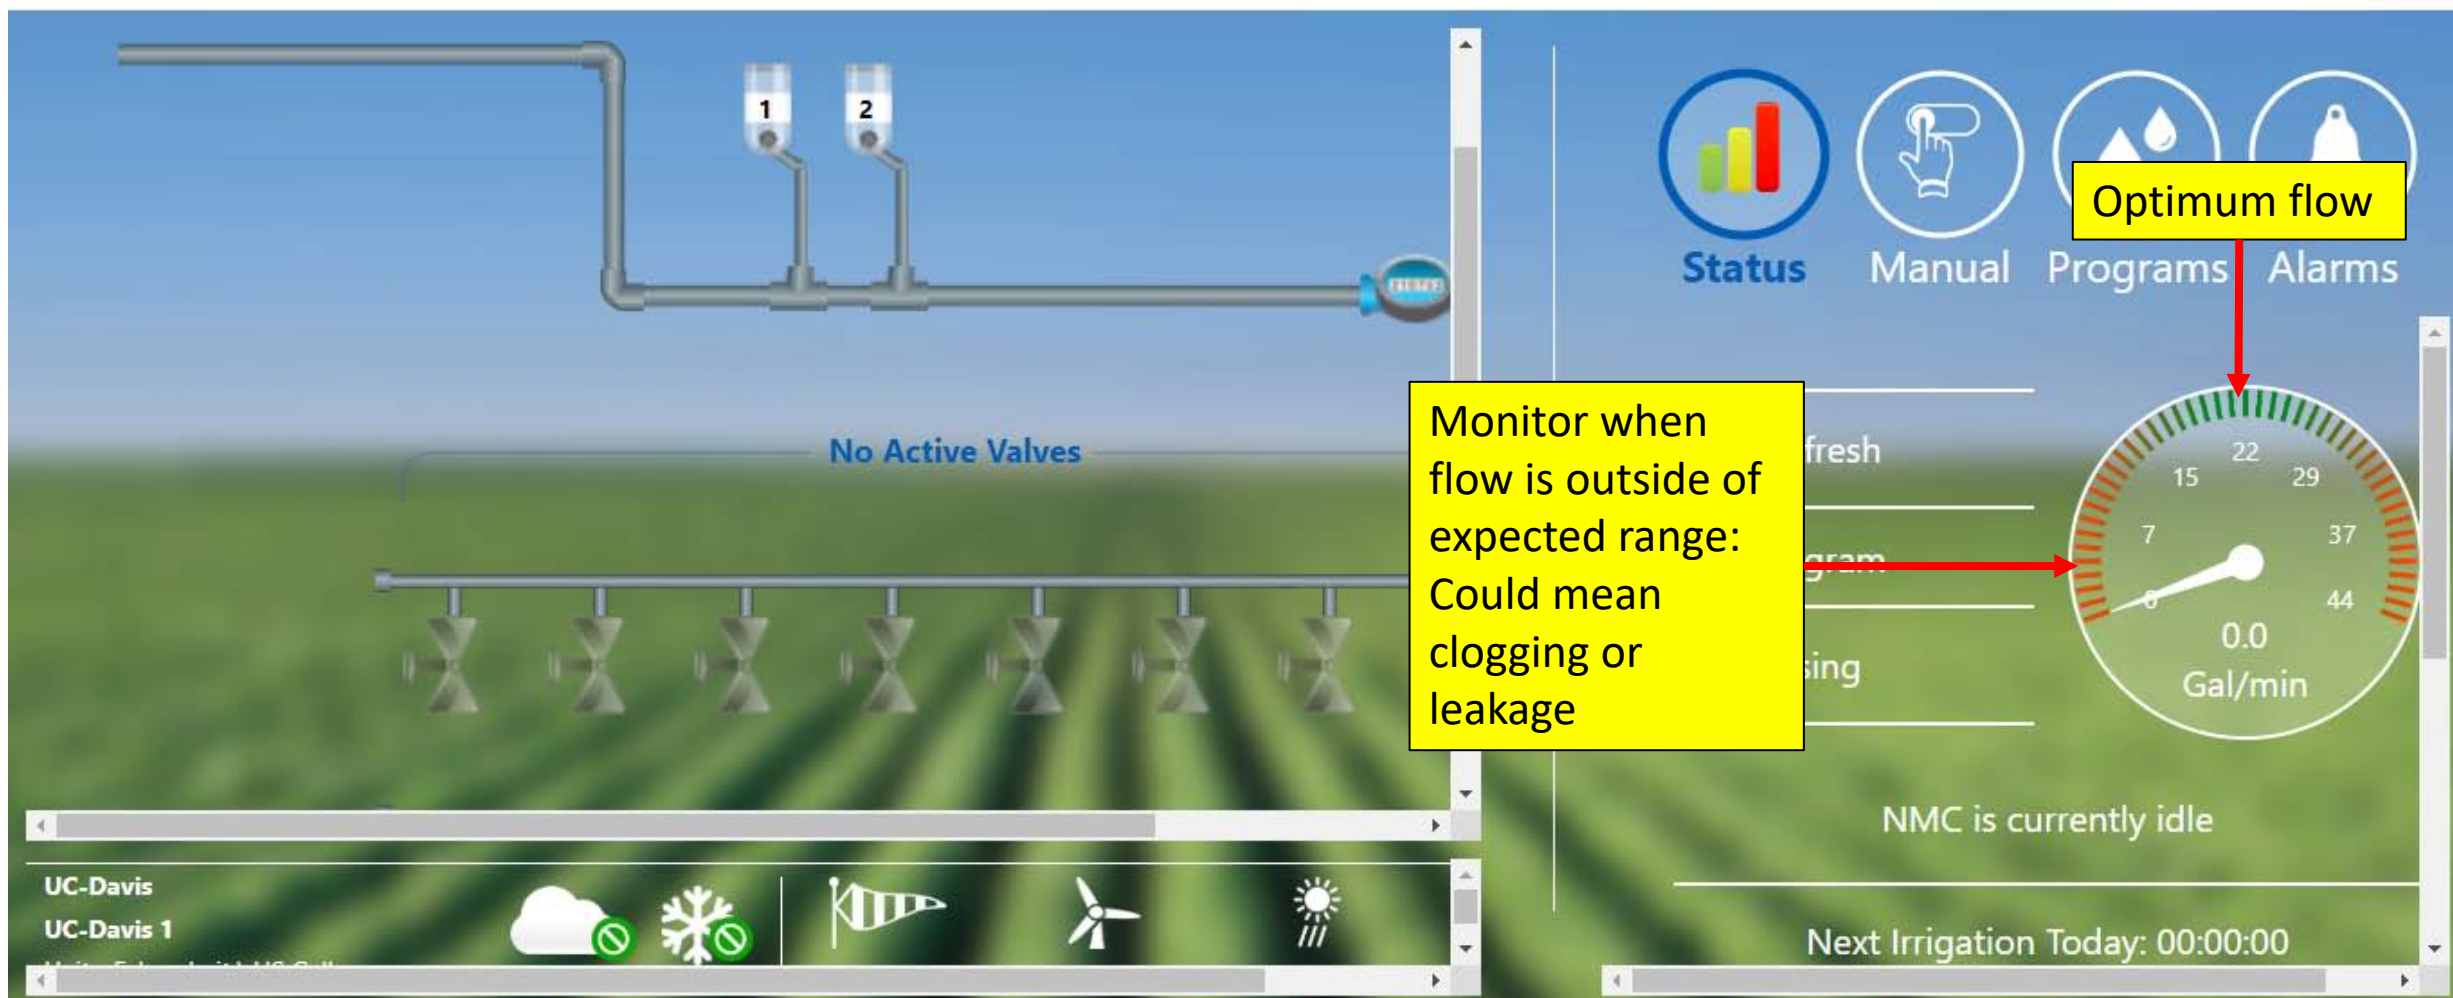 1
2
Status
Manual
Programs
Alarms
Optimum flow
No Active Valves
Monitor when
flow is outside of
expected range:
Could mean
clogging or
leakage
fresh
gram
sing
22
15
29
7
37
0
44
0.0
Gal/min
NMC is currently idle
Next Irrigation Today: 00:00:00
UC-Davis
UC-Davis 1